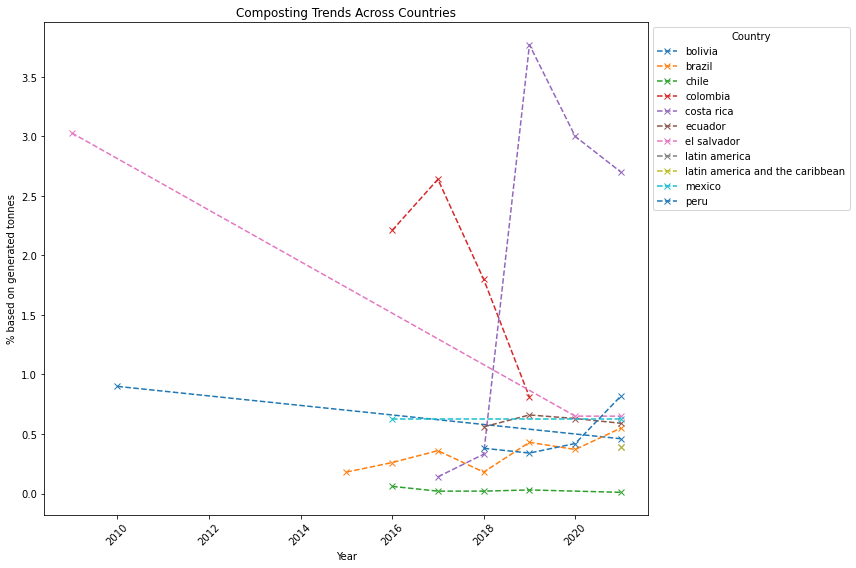 Composting Trends Across Countries
% based on generated tonnes
3.5
3.0
2.5
2.0
1.5
1.0
0.5
0.0
2010
2012
2014
2016
2018
2020
Year
Country
bolivia
brazil
chile
colombia
costa rica
ecuador
el salvador
latin america
latin america and the caribbean
mexico
peru